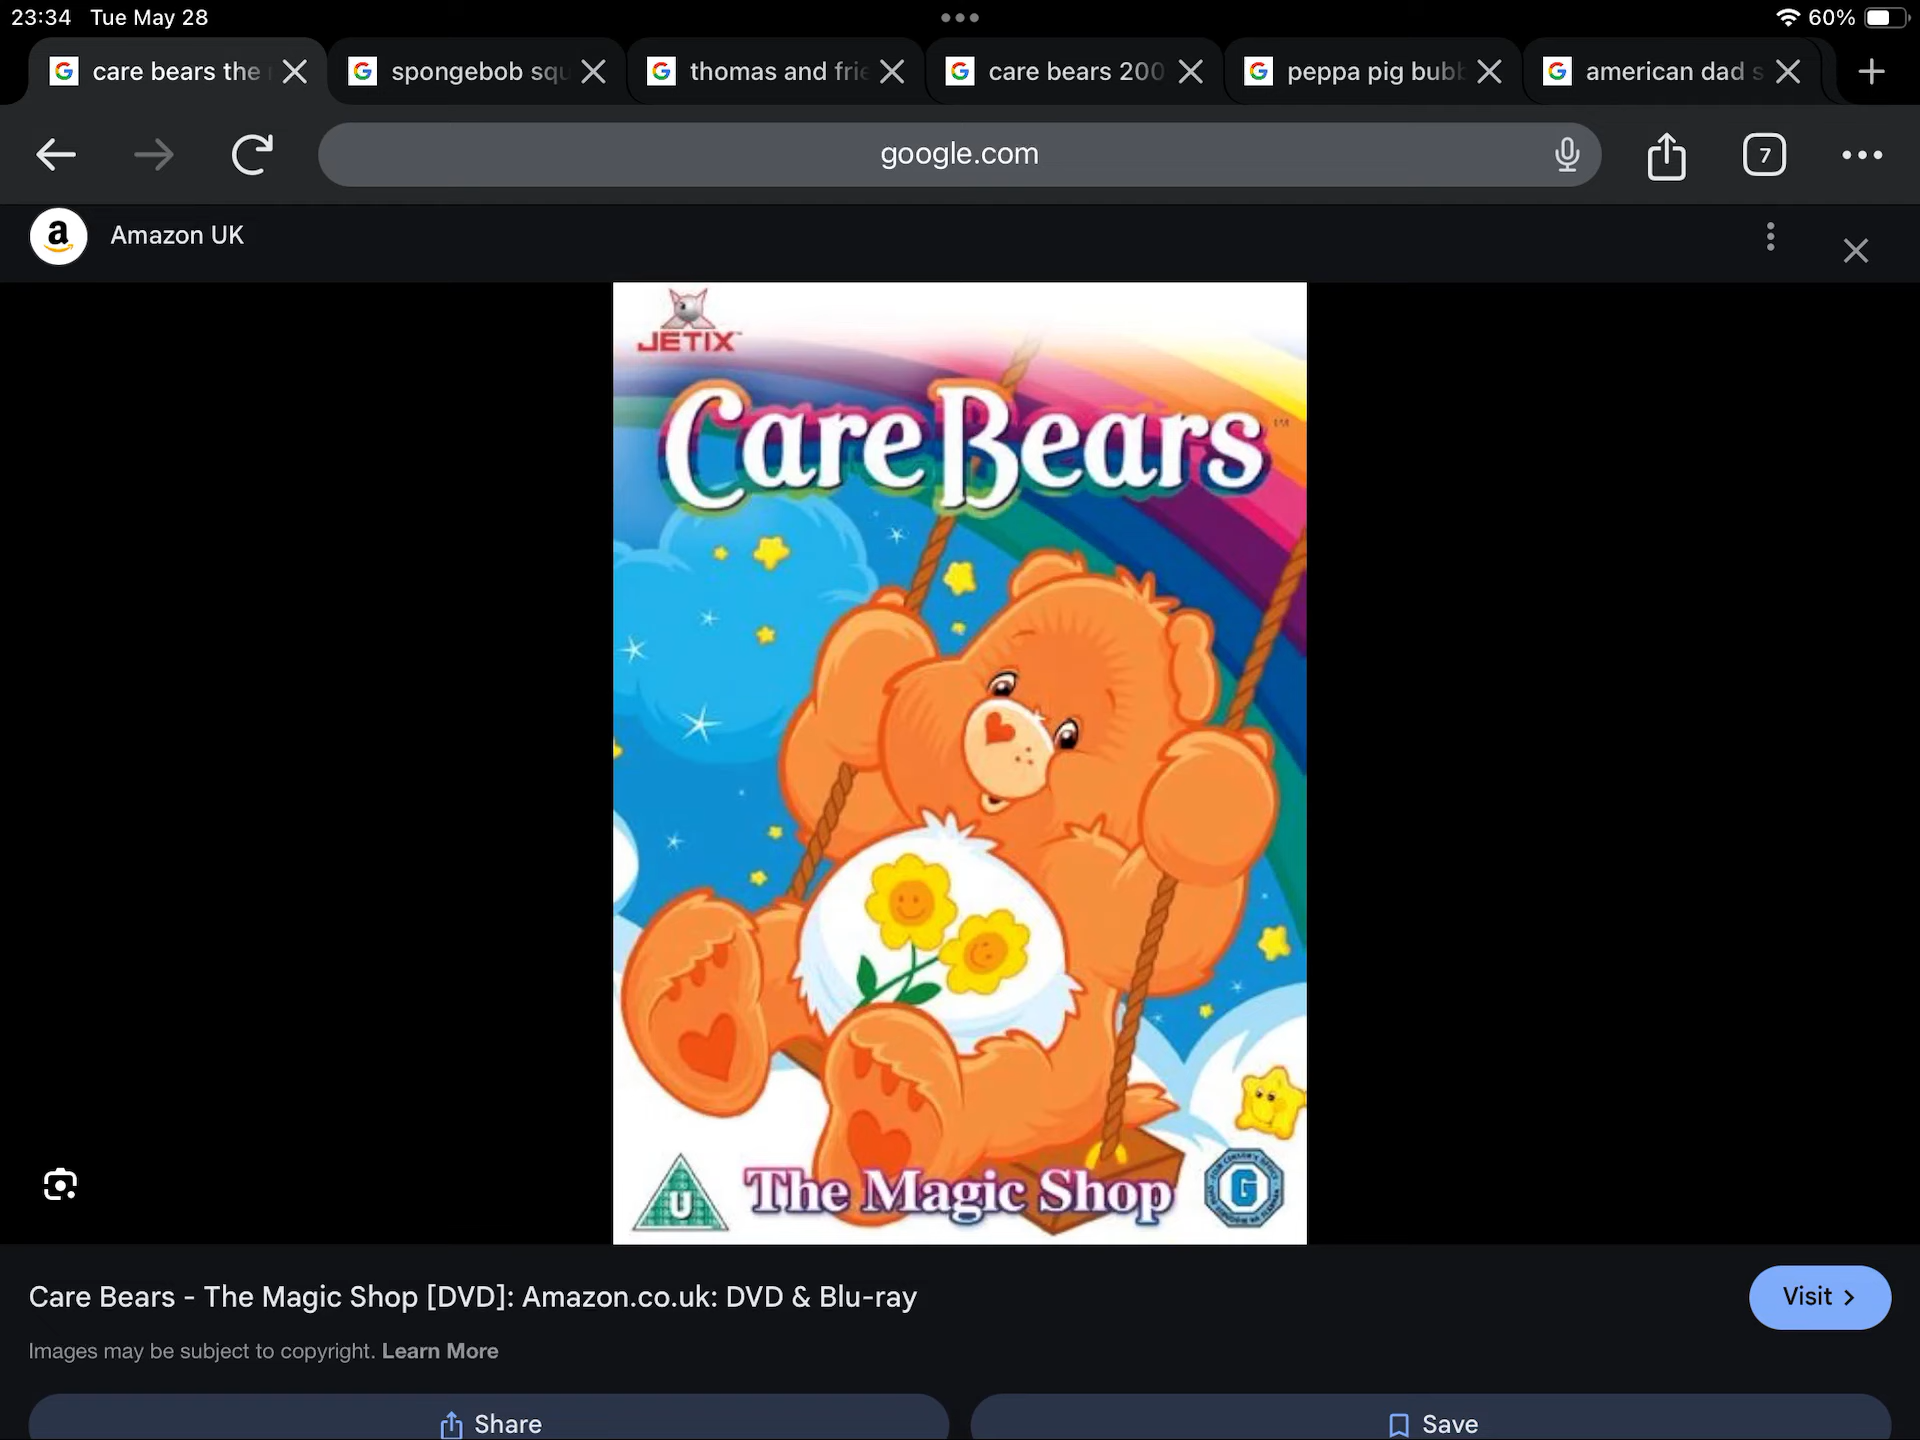 23:34 Tue May 28
60%
care bears the
spongebob squ
thomas and frie
care bears 200
peppa pig bubb
american dad s
google.com
7
a
Amazon UK
JETIX
Care Bears
TM
U
The Magic Shop
G
Care Bears - The Magic Shop [DVD]: Amazon.co.uk: DVD & Blu-ray
Visit
Images may be subject to copyright. Learn More
Share
Save